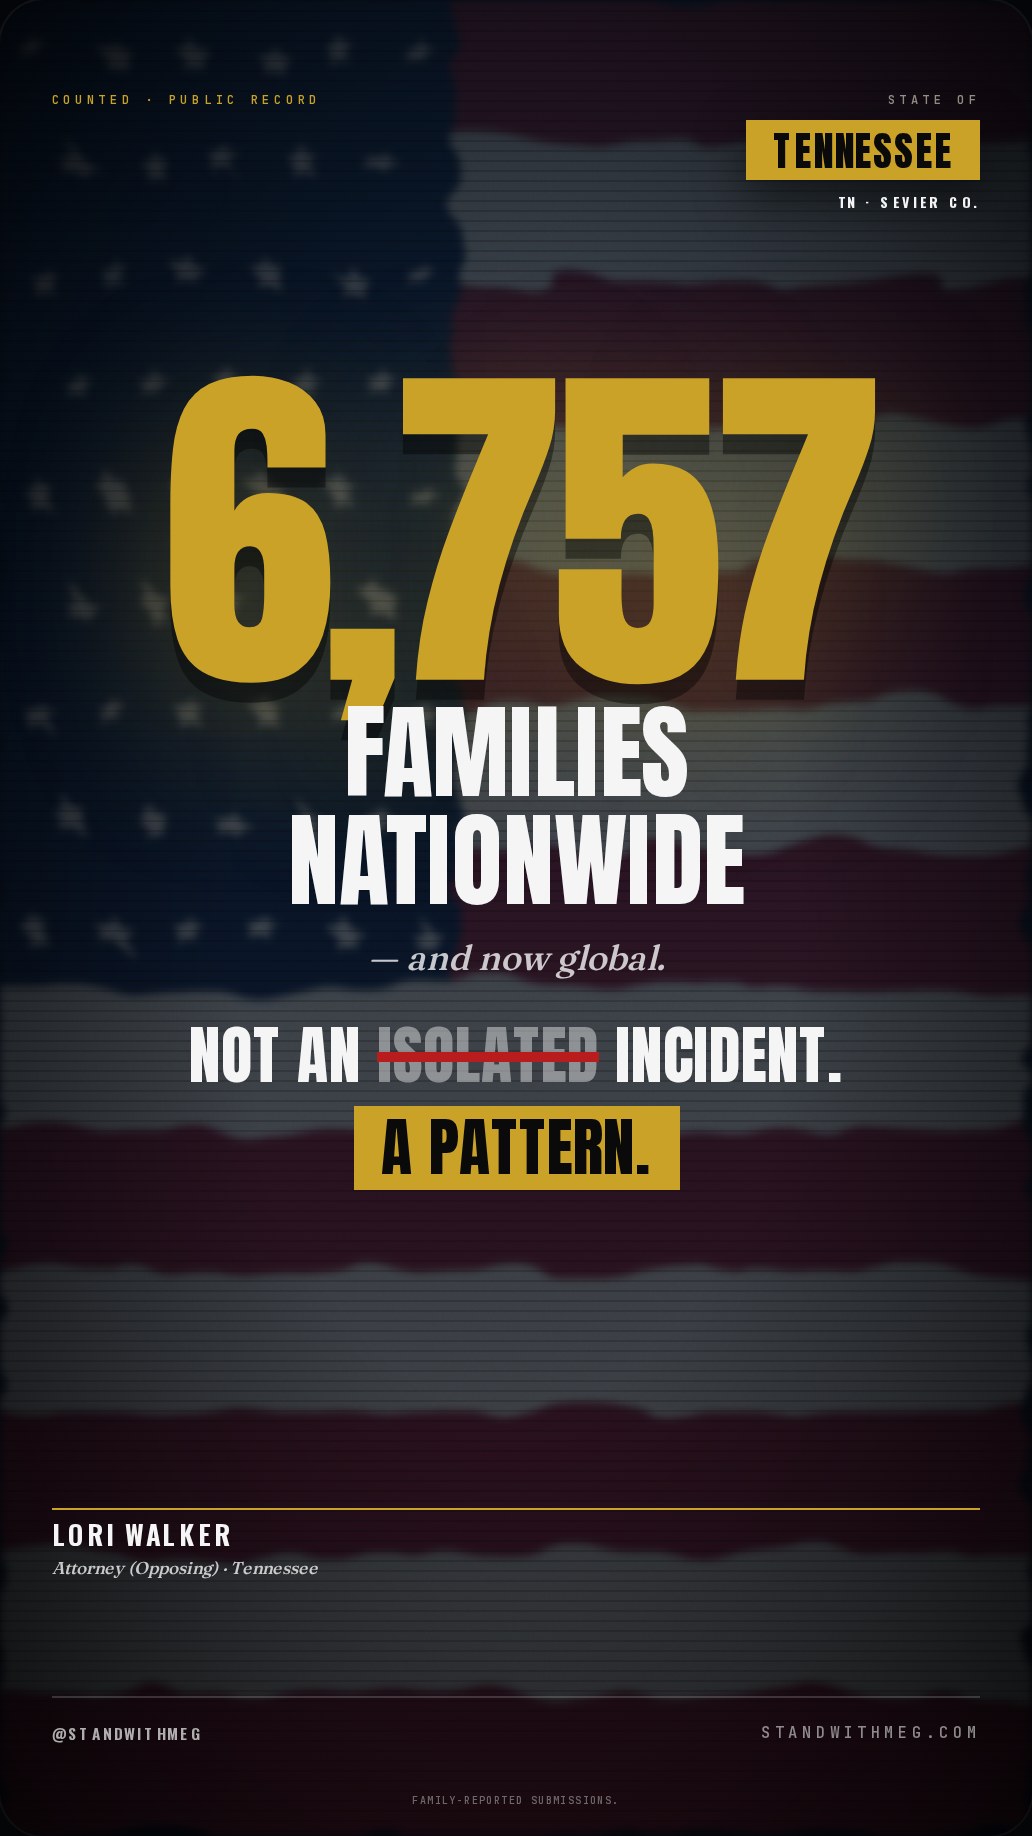 COUNTED · PUBLIC RECORD
STATE OF
TENNESSEE
TN · SEVIER CO.
6,757
FAMILIES
NATIONWIDE
— and now global.
NOT AN ISOLATED INCIDENT.
A PATTERN.
LORI WALKER
Attorney (Opposing) · Tennessee
@STANDWITHMEG
STANDWITHMEG.COM
FAMILY-REPORTED SUBMISSIONS.